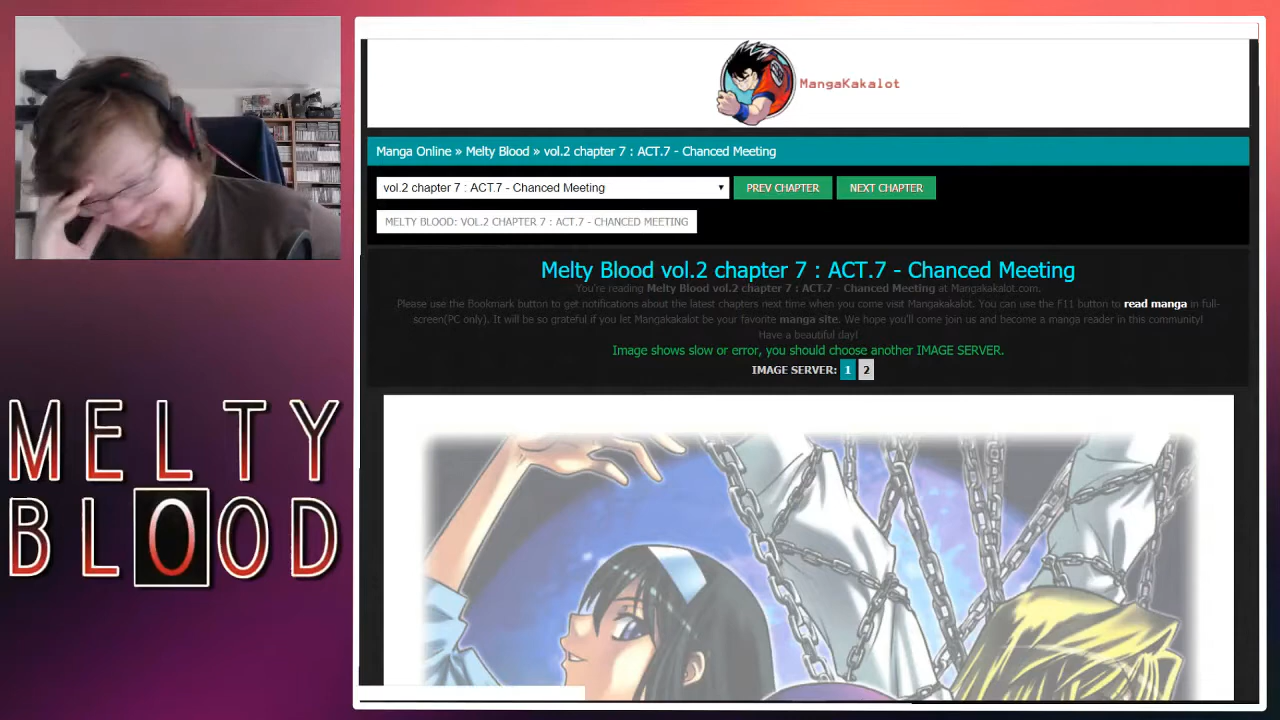 MangaKakalot
Manga Online » Melty Blood » vol.2 chapter 7 : ACT.7 - Chanced Meeting
vol.2 chapter 7 : ACT.7 - Chanced Meeting
PREV CHAPTER
NEXT CHAPTER
MELTY BLOOD: VOL.2 CHAPTER 7 : ACT.7 - CHANCED MEETING
Melty Blood vol.2 chapter 7 : ACT.7 - Chanced Meeting
You're reading Melty Blood vol.2 chapter 7 : ACT.7 - Chanced Meeting at Mangakakalot.com.
Please use the Bookmark button to get notifications about the latest chapters next time when you come visit Mangakakalot. You can use the F11 button to read manga in full-
screen(PC only). It will be so grateful if you let Mangakakalot be your favorite manga site. We hope you'll come join us and become a manga reader in this community!
Have a beautiful day!
Image shows slow or error, you should choose another IMAGE SERVER.
IMAGE SERVER: 1 2
MELTY
BLOOD